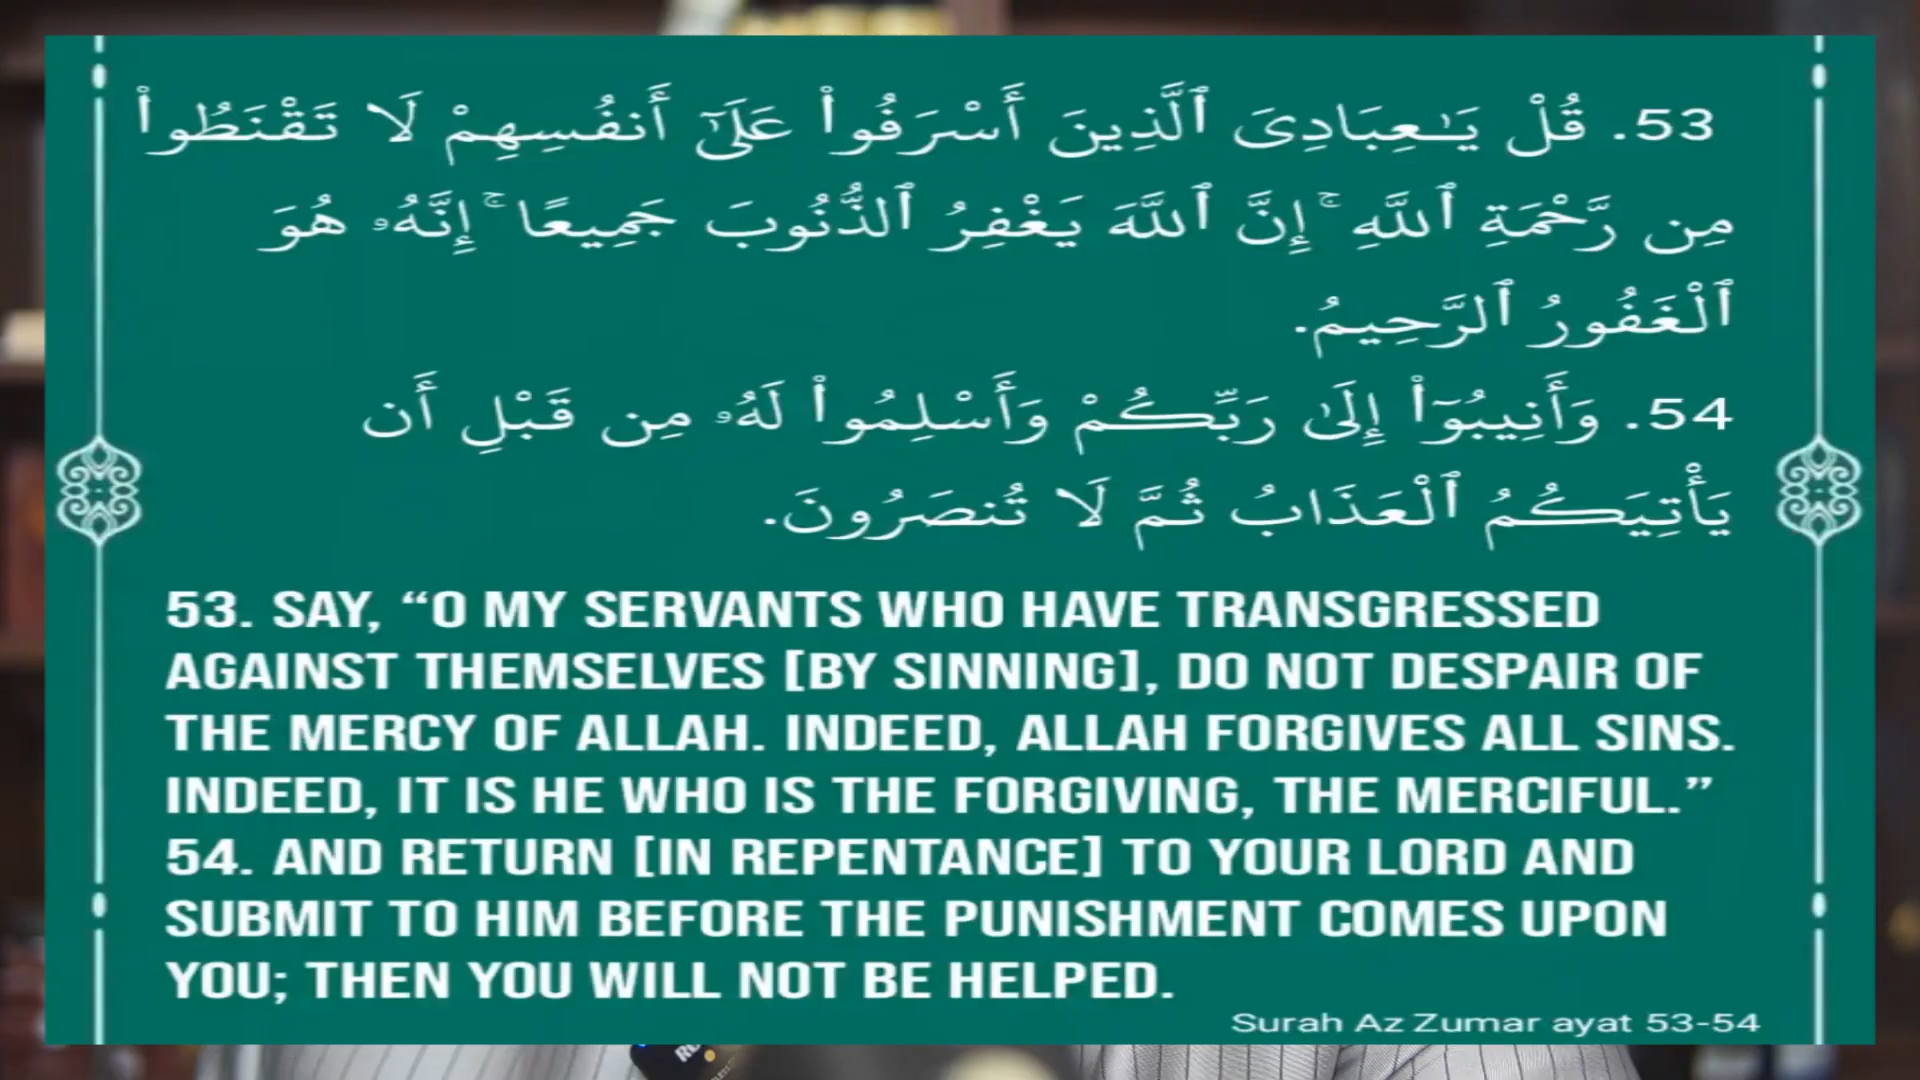 53. قُلْ يَـٰعِبَادِىَ ٱلَّذِينَ أَسْرَفُوا۟ عَلَىٰٓ أَنفُسِهِمْ لَا تَقْنَطُوا۟
مِن رَّحْمَةِ ٱللَّهِ ۚ إِنَّ ٱللَّهَ يَغْفِرُ ٱلذُّنُوبَ جَمِيعًا ۚ إِنَّهُۥ هُوَ
ٱلْغَفُورُ ٱلرَّحِيمُ.
54. وَأَنِيبُوٓا۟ إِلَىٰ رَبِّكُمْ وَأَسْلِمُوا۟ لَهُۥ مِن قَبْلِ أَن
يَأْتِيَكُمُ ٱلْعَذَابُ ثُمَّ لَا تُنصَرُونَ.
53. SAY, “O MY SERVANTS WHO HAVE TRANSGRESSED
AGAINST THEMSELVES [BY SINNING], DO NOT DESPAIR OF
THE MERCY OF ALLAH. INDEED, ALLAH FORGIVES ALL SINS.
INDEED, IT IS HE WHO IS THE FORGIVING, THE MERCIFUL.”
54. AND RETURN [IN REPENTANCE] TO YOUR LORD AND
SUBMIT TO HIM BEFORE THE PUNISHMENT COMES UPON
YOU; THEN YOU WILL NOT BE HELPED.
Surah Az Zumar ayat 53-54